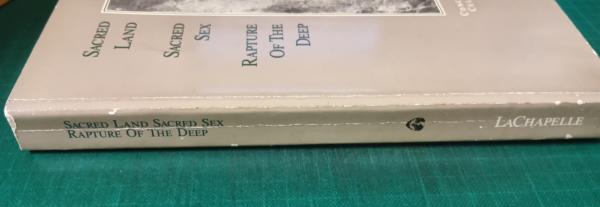 SACRED
LAND
SACRED
SEX
RAPTURE
OF THE
DEEP
SACRED LAND SACRED SEX
RAPTURE OF THE DEEP
LACHAPELLE